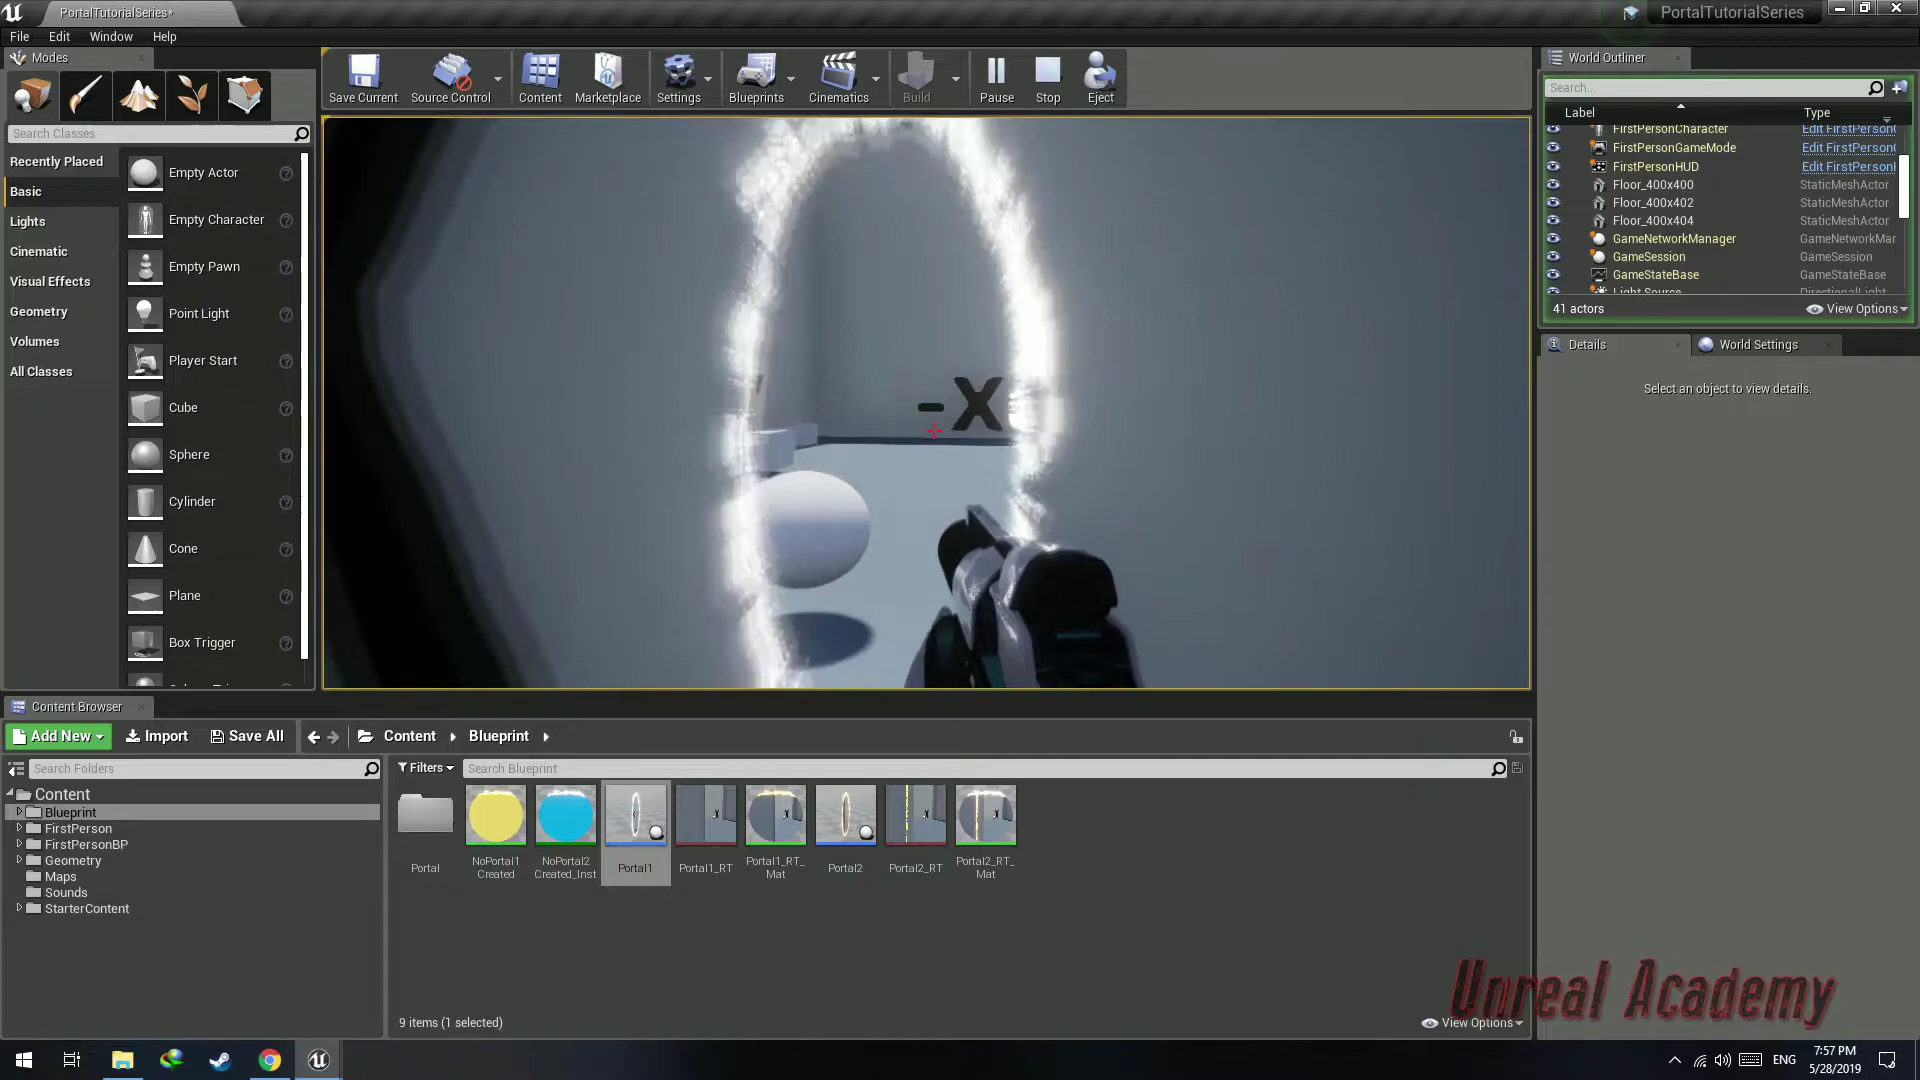 PortalTutorialSeries*
PortalTutorialSeries
File Edit Window Help
Modes
Save Current
Source Control
Content
Marketplace
Settings
Blueprints
Cinematics
Build
Pause
Stop
Eject
Search Classes
Recently Placed
Basic
Lights
Cinematic
Visual Effects
Geometry
Volumes
All Classes
Empty Actor
Empty Character
Empty Pawn
Point Light
Player Start
Cube
Sphere
Cylinder
Cone
Plane
Box Trigger
-X
World Outliner
Search...
Label Type
FirstPersonCharacter Edit FirstPerson
FirstPersonGameMode Edit FirstPerson
FirstPersonHUD Edit FirstPerson
Floor_400x400 StaticMeshActor
Floor_400x402 StaticMeshActor
Floor_400x404 StaticMeshActor
GameNetworkManager GameNetworkMar
GameSession GameSession
GameStateBase GameStateBase
Light Source DirectionalLight
41 actors View Options
Details World Settings
Select an object to view details.
Content Browser
Add New Import Save All Content Blueprint
Search Folders
Filters Search Blueprint
Content
Blueprint
FirstPerson
FirstPersonBP
Geometry
Maps
Sounds
StarterContent
Portal
NoPortal1
Created
NoPortal2
Created_Inst
Portal1
Portal1_RT
Portal1_RT_
Mat
Portal2
Portal2_RT
Portal2_RT_
Mat
9 items (1 selected)
View Options
Unreal Academy
ENG
7:57 PM
5/28/2019